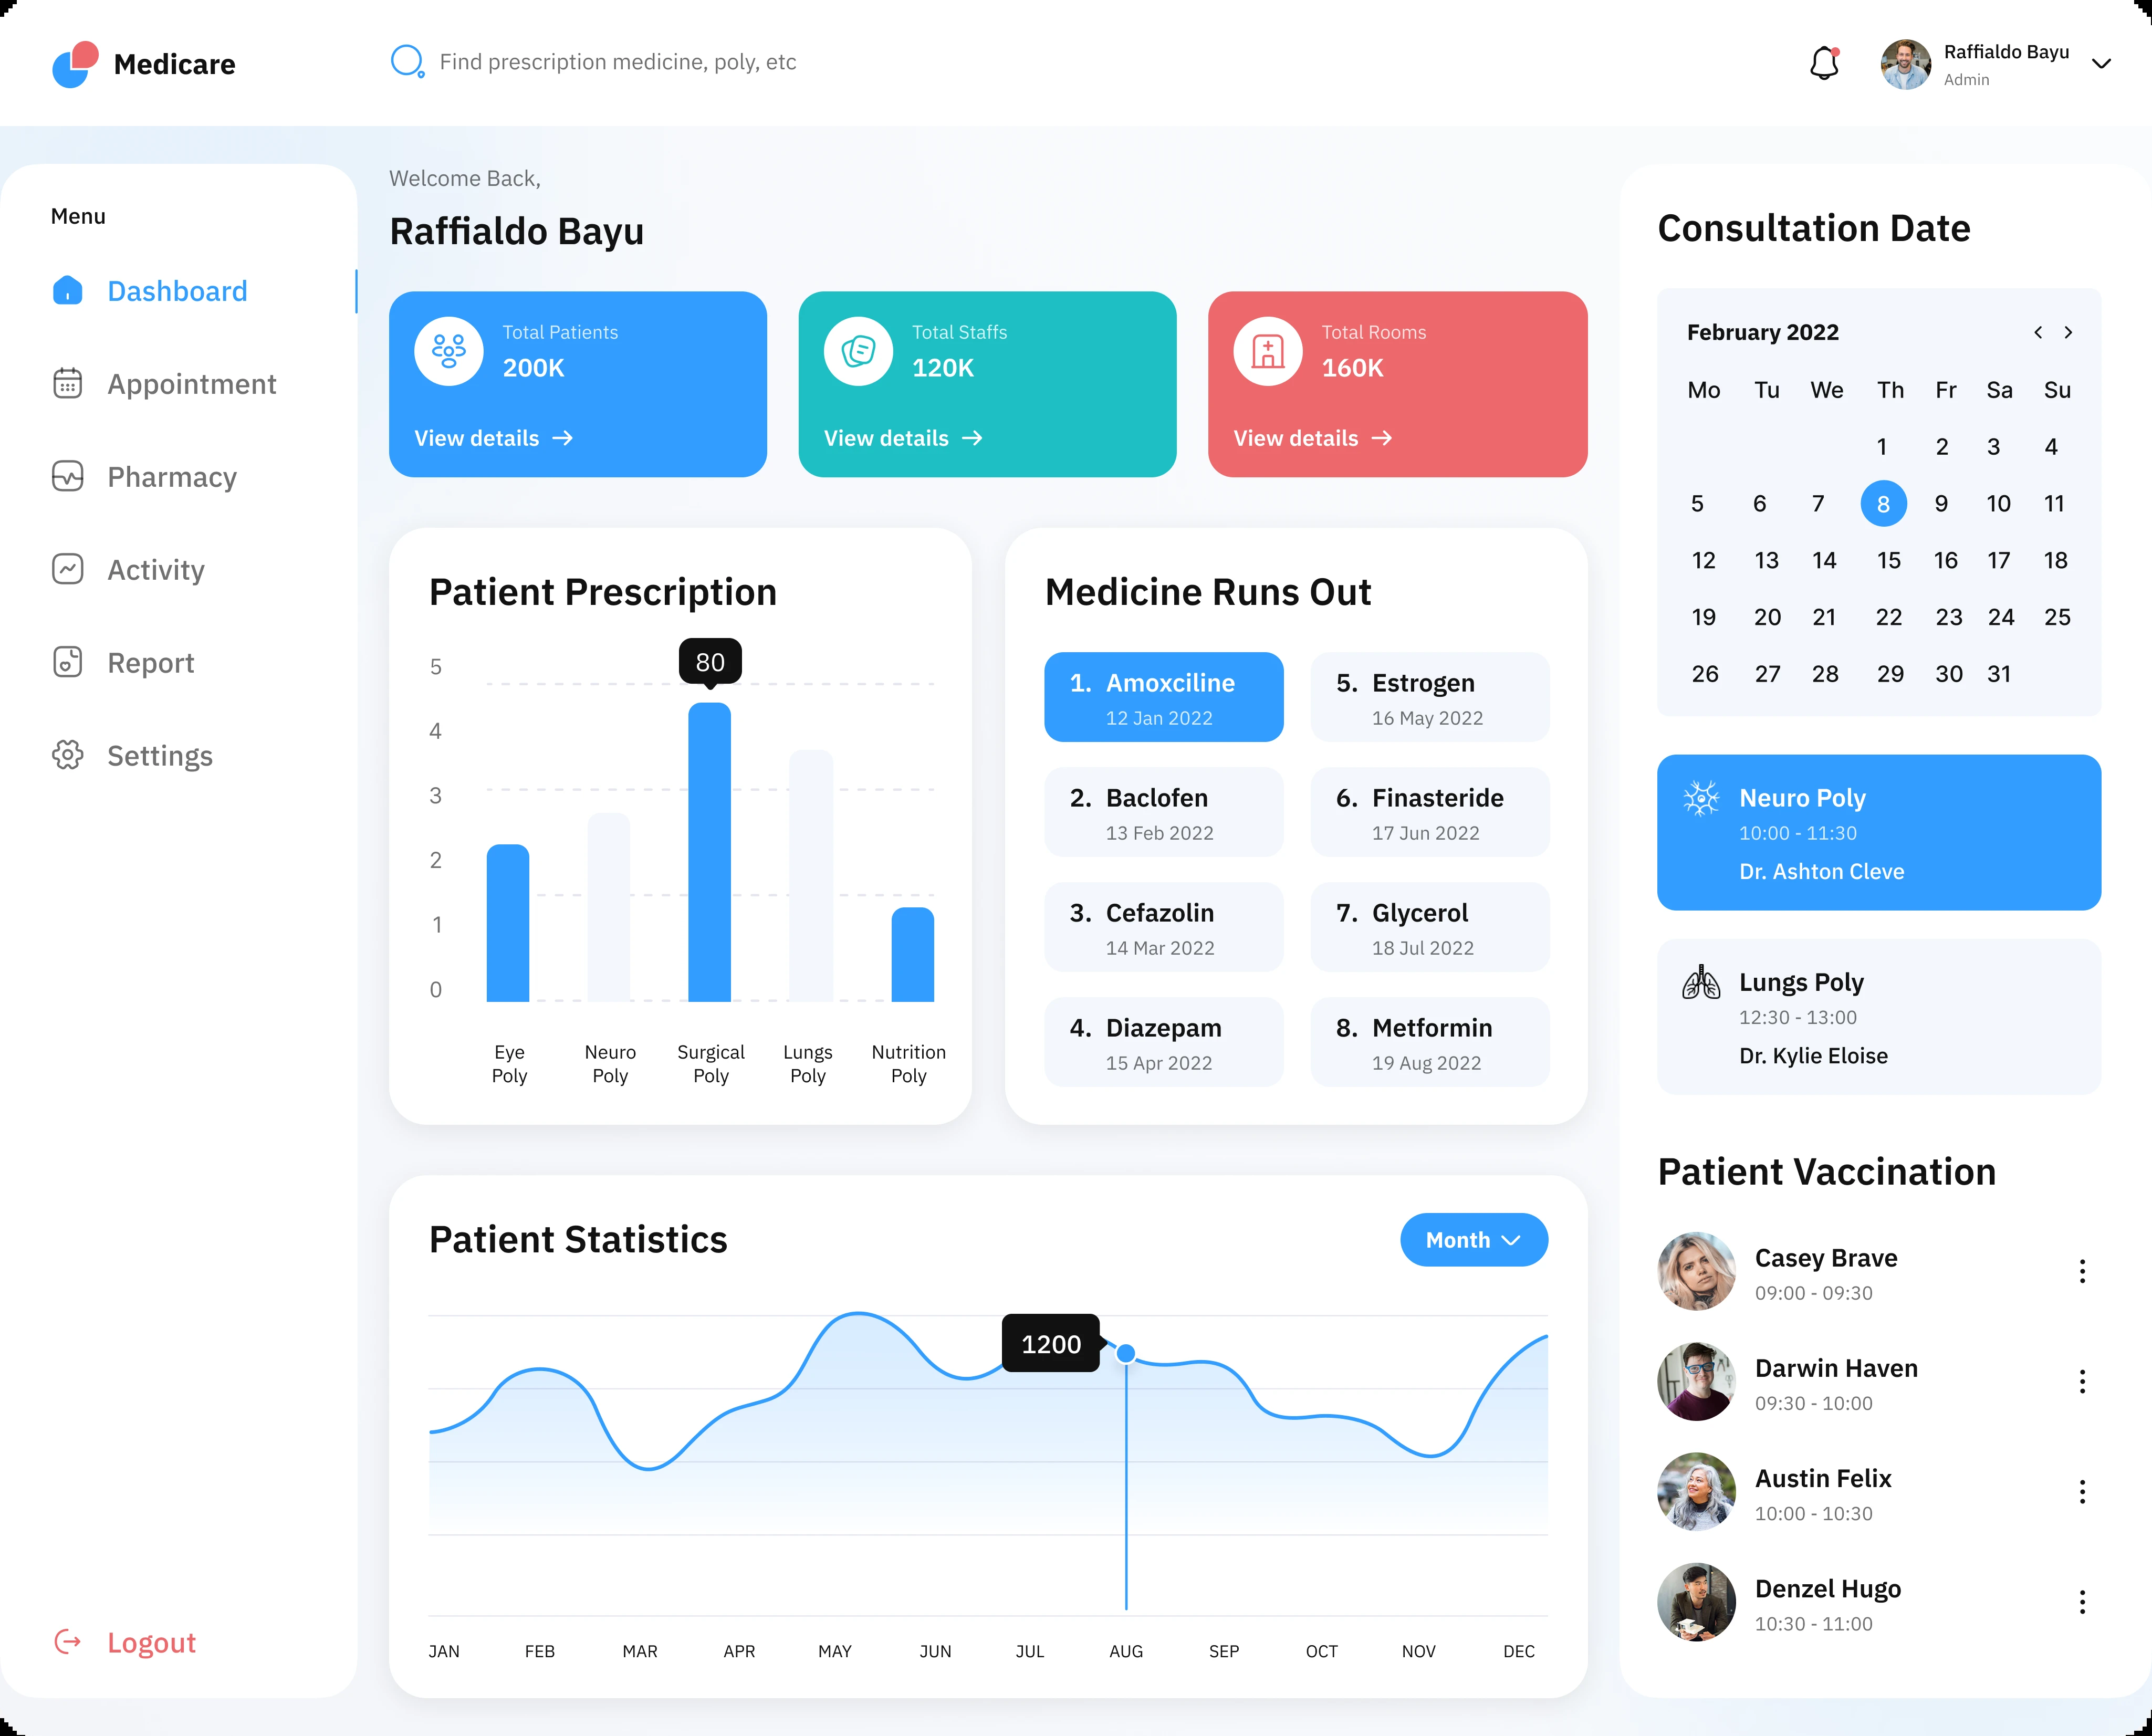 Medicare
Find prescription medicine, poly, etc
Raffialdo Bayu
Admin
Menu
Dashboard
Appointment
Pharmacy
Activity
Report
Settings
Logout
Welcome Back,
Raffialdo Bayu
Total Patients
200K
View details
Total Staffs
120K
View details
Total Rooms
160K
View details
Patient Prescription
5
4
3
2
1
0
80
Eye
Poly
Neuro
Poly
Surgical
Poly
Lungs
Poly
Nutrition
Poly
Medicine Runs Out
1. Amoxciline
12 Jan 2022
2. Baclofen
13 Feb 2022
3. Cefazolin
14 Mar 2022
4. Diazepam
15 Apr 2022
5. Estrogen
16 May 2022
6. Finasteride
17 Jun 2022
7. Glycerol
18 Jul 2022
8. Metformin
19 Aug 2022
Patient Statistics
Month
1200
JAN FEB MAR APR MAY JUN JUL AUG SEP OCT NOV DEC
Consultation Date
February 2022
Mo Tu We Th Fr Sa Su
1 2 3 4
5 6 7 8 9 10 11
12 13 14 15 16 17 18
19 20 21 22 23 24 25
26 27 28 29 30 31
Neuro Poly
10:00 - 11:30
Dr. Ashton Cleve
Lungs Poly
12:30 - 13:00
Dr. Kylie Eloise
Patient Vaccination
Casey Brave
09:00 - 09:30
Darwin Haven
09:30 - 10:00
Austin Felix
10:00 - 10:30
Denzel Hugo
10:30 - 11:00